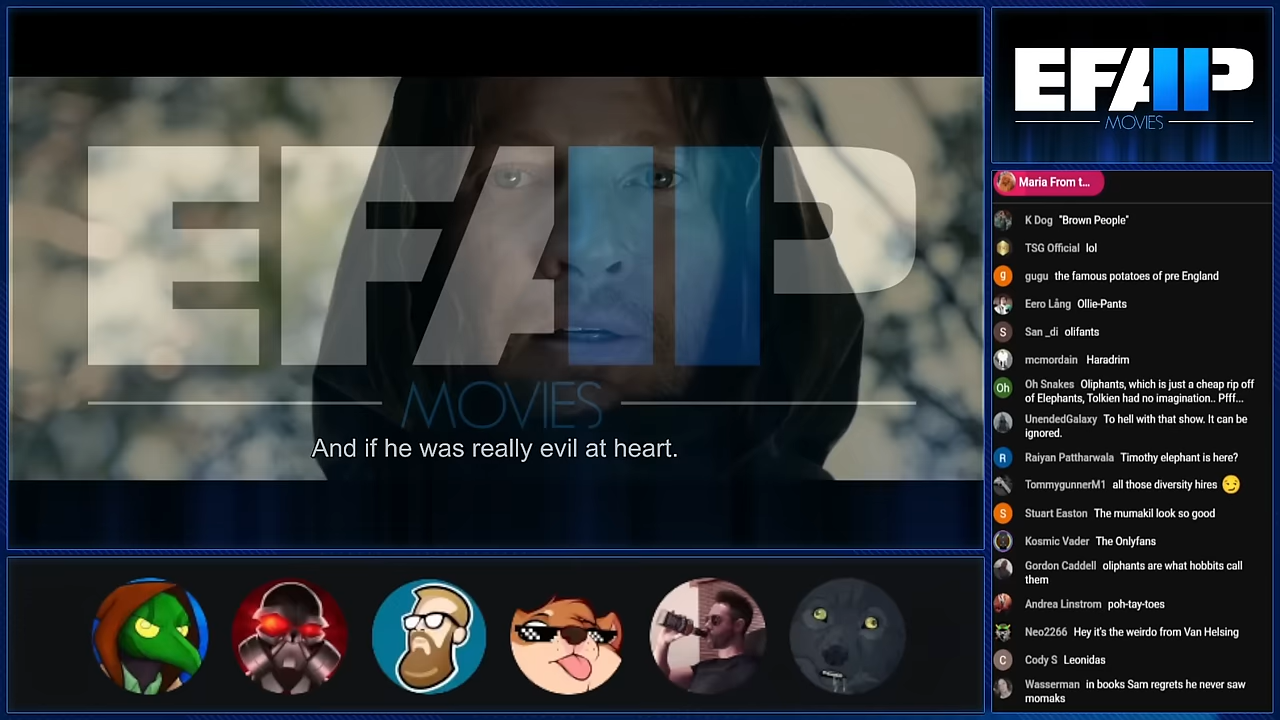 EFAP
MOVIES
And if he was really evil at heart.
EFAP
MOVIES
Maria From t...
K Dog "Brown People"
TSG Official lol
gugu the famous potatoes of pre England
Eero Lång Ollie-Pants
San _di olifants
mcmordain Haradrim
Oh Snakes Oliphants, which is just a cheap rip off
of Elephants, Tolkien had no imagination.. Pfff...
UnendedGalaxy To hell with that show. It can be
ignored.
Raiyan Pattharwala Timothy elephant is here?
TommygunnerM1 all those diversity hires 😏
Stuart Easton The mumakil look so good
Kosmic Vader The Onlyfans
Gordon Caddell oliphants are what hobbits call
them
Andrea Linstrom poh-tay-toes
Neo2266 Hey it's the weirdo from Van Helsing
Cody S Leonidas
Wasserman in books Sam regrets he never saw
momaks